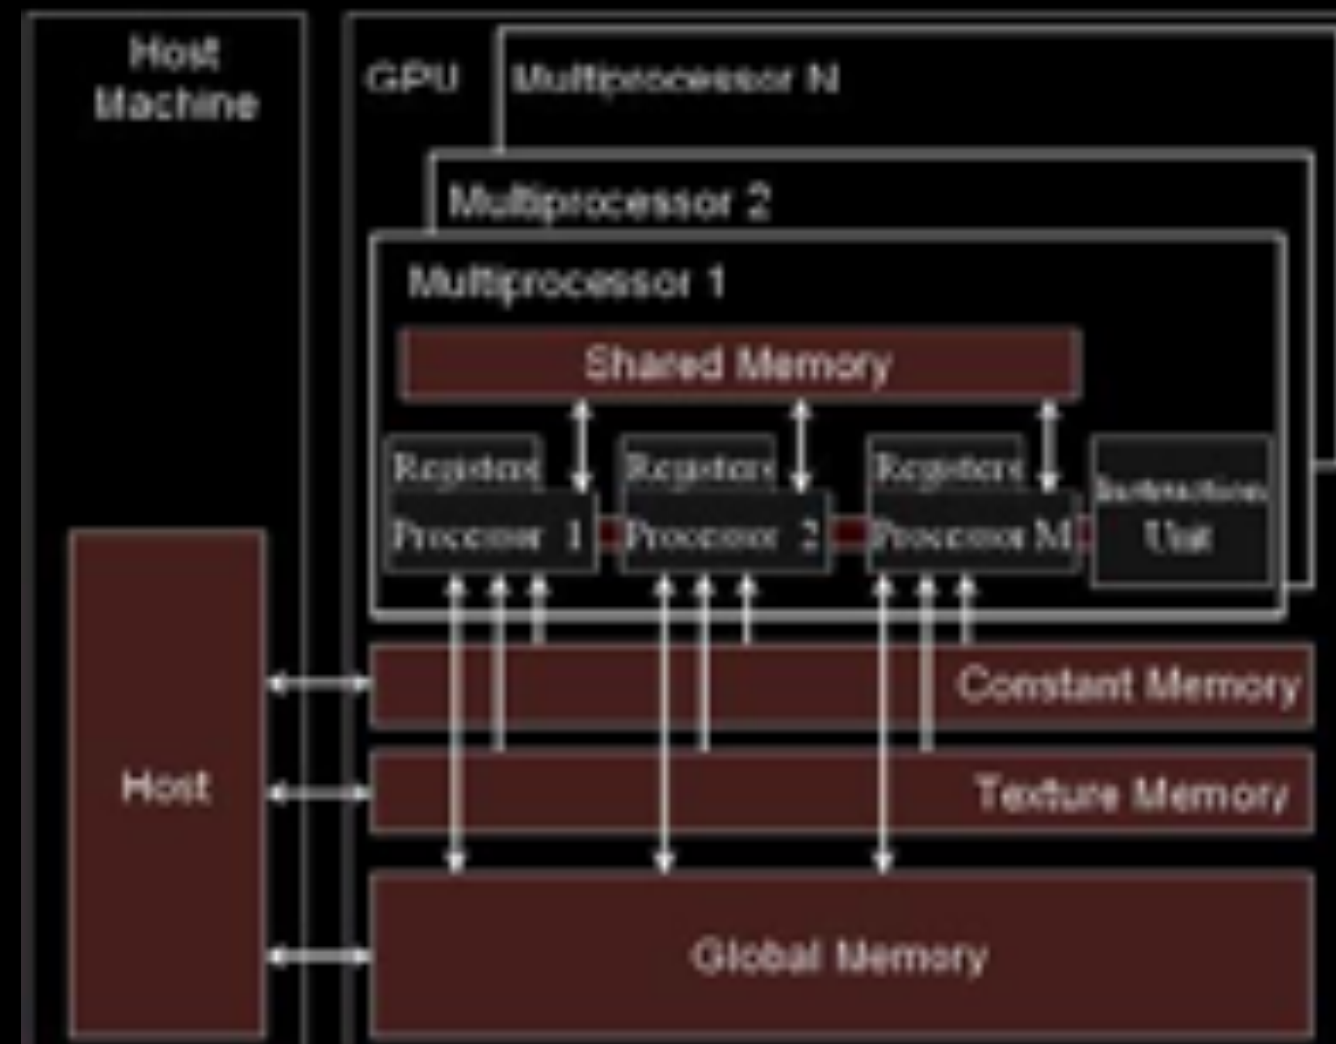 Host
Machine
GPU
Multiprocessor N
Multiprocessor 2
Multiprocessor 1
Shared Memory
Registers
Registers
Registers
Processor 1
Processor 2
Processor M
Instruction
Unit
Constant Memory
Host
Texture Memory
Global Memory